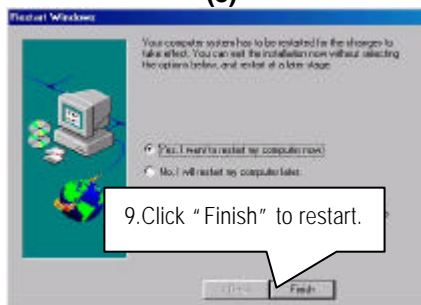 Restart Windows
Your computer system has to be restarted for the changes to
take effect. You can exit the installation now without selecting
the options below, and restart at a later stage.
Yes, I want to restart my computer now.
No, I will restart my computer later.
9.Click “Finish” to restart.
Finish